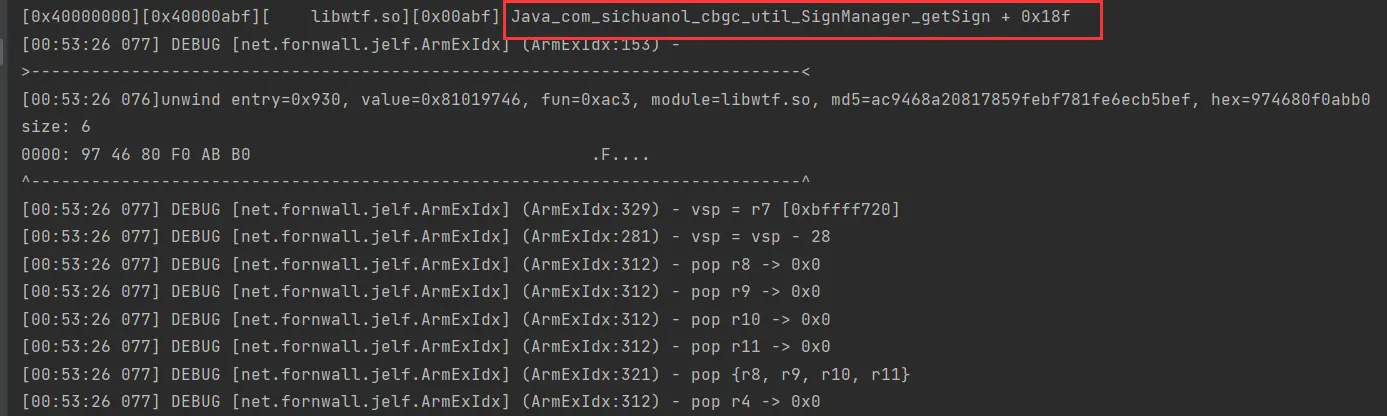 [0x40000000][0x40000abf][    libwtf.so][0x00abf] Java_com_sichuanol_cbgc_util_SignManager_getSign + 0x18f
[00:53:26 077] DEBUG [net.fornwall.jelf.ArmExIdx] (ArmExIdx:153) -
>-----------------------------------------------------------------------------<
[00:53:26 076]unwind entry=0x930, value=0x81019746, fun=0xac3, module=libwtf.so, md5=ac9468a20817859febf781fe6ecb5bef, hex=974680f0abb0
size: 6
0000: 97 46 80 F0 AB B0                                  .F....
^-----------------------------------------------------------------------------^
[00:53:26 077] DEBUG [net.fornwall.jelf.ArmExIdx] (ArmExIdx:329) - vsp = r7 [0xbffff720]
[00:53:26 077] DEBUG [net.fornwall.jelf.ArmExIdx] (ArmExIdx:281) - vsp = vsp - 28
[00:53:26 077] DEBUG [net.fornwall.jelf.ArmExIdx] (ArmExIdx:312) - pop r8 -> 0x0
[00:53:26 077] DEBUG [net.fornwall.jelf.ArmExIdx] (ArmExIdx:312) - pop r9 -> 0x0
[00:53:26 077] DEBUG [net.fornwall.jelf.ArmExIdx] (ArmExIdx:312) - pop r10 -> 0x0
[00:53:26 077] DEBUG [net.fornwall.jelf.ArmExIdx] (ArmExIdx:312) - pop r11 -> 0x0
[00:53:26 077] DEBUG [net.fornwall.jelf.ArmExIdx] (ArmExIdx:321) - pop {r8, r9, r10, r11}
[00:53:26 077] DEBUG [net.fornwall.jelf.ArmExIdx] (ArmExIdx:312) - pop r4 -> 0x0